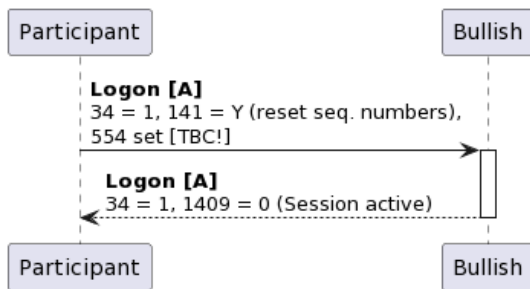 Participant
Bullish
Logon [A]
34 = 1, 141 = Y (reset seq. numbers),
554 set [TBC!]
Logon [A]
34 = 1, 1409 = 0 (Session active)
Participant
Bullish